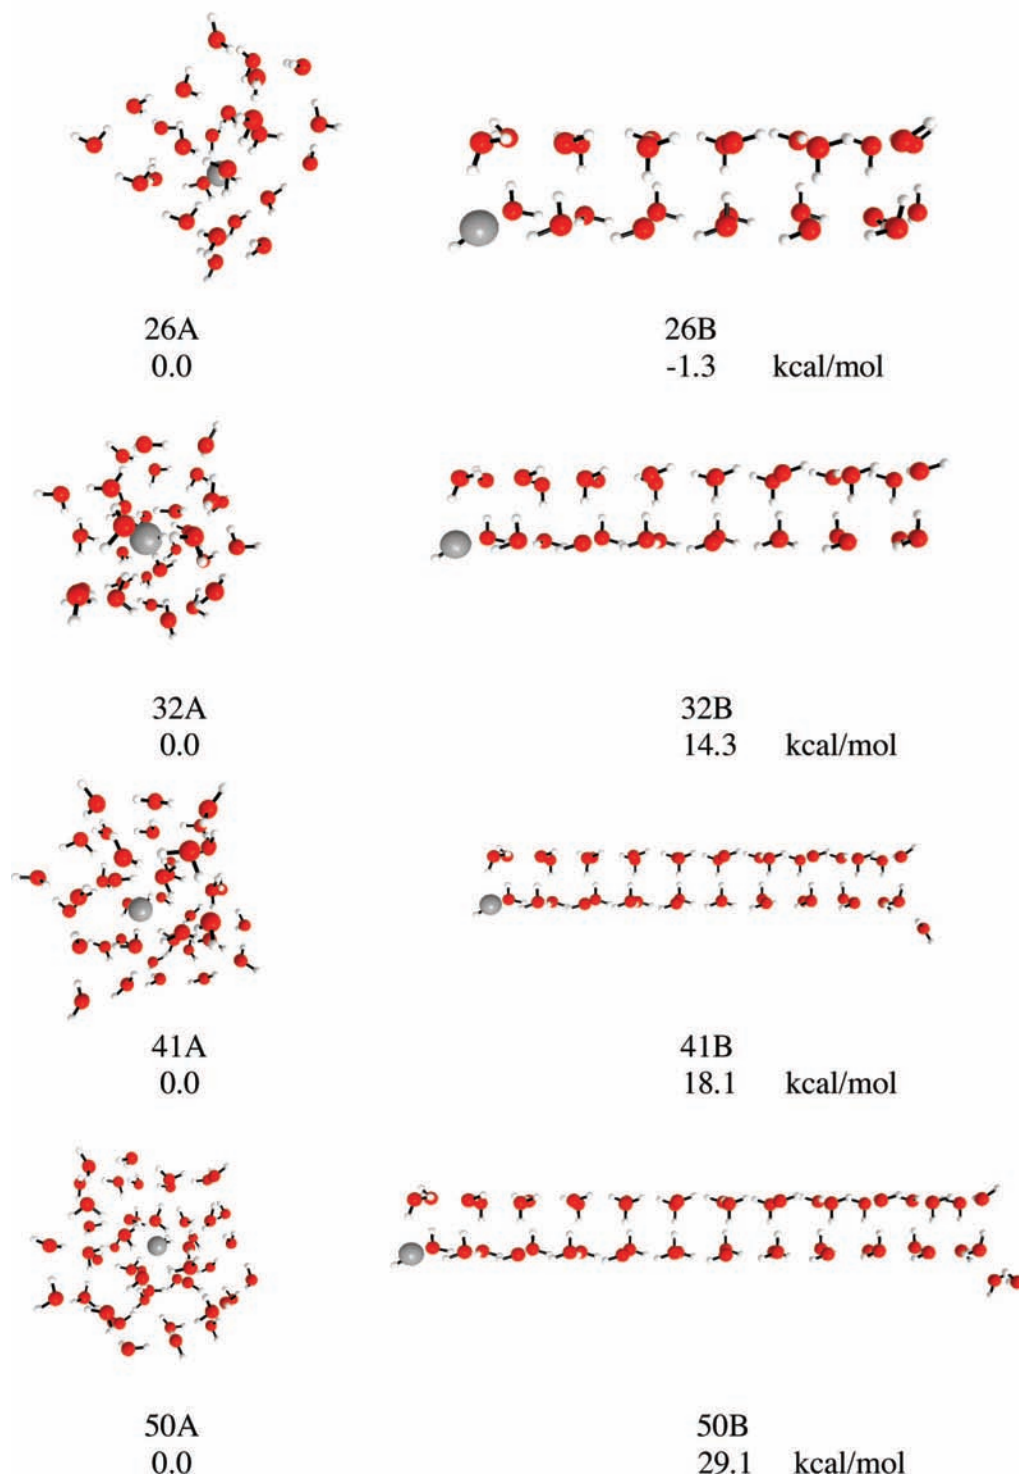 26A 26B
0.0 -1.3 kcal/mol
32A 32B
0.0 14.3 kcal/mol
41A 41B
0.0 18.1 kcal/mol
50A 50B
0.0 29.1 kcal/mol